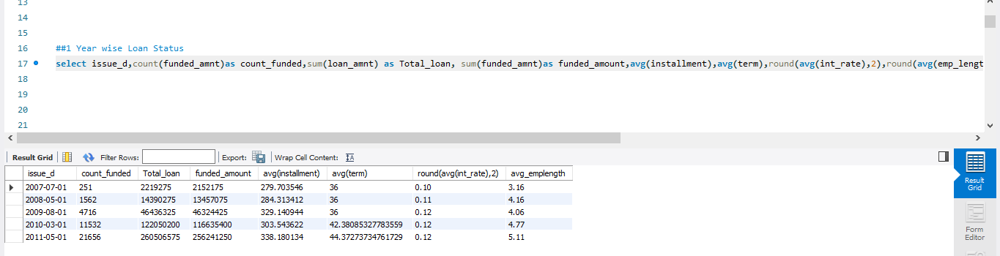 13
14
15
16 ##1 Year wise Loan Status
17 select issue_d,count(funded_amnt)as count_funded,sum(loan_amnt) as Total_loan, sum(funded_amnt)as funded_amount,avg(installment),avg(term),round(avg(int_rate),2),round(avg(emp_lengt
18
19
20
21
Result Grid Filter Rows: Export: Wrap Cell Content: IA
issue_d count_funded Total_loan funded_amount avg(installment) avg(term) round(avg(int_rate),2) avg_emplength
2007-07-01 251 2219275 2152175 279.703546 36 0.10 3.16
2008-05-01 1562 14390275 13457075 284.313412 36 0.11 4.16
2009-08-01 4716 46436325 46324425 329.140944 36 0.12 4.06
2010-03-01 11532 122050200 116635400 303.543622 42.38085327783559 0.12 4.77
2011-05-01 21656 260506575 256241250 338.180134 44.37273734761729 0.12 5.11
Result
Grid
Form
Editor